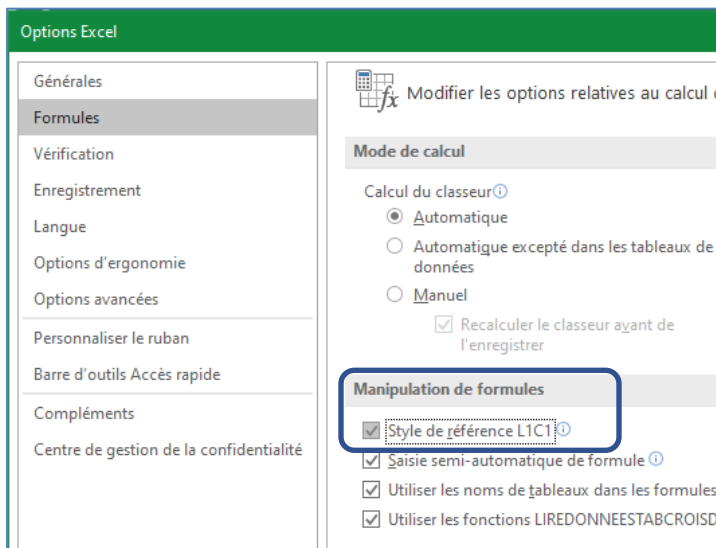 Options Excel
Générales
Formules
Vérification
Enregistrement
Langue
Options d'ergonomie
Options avancées
Personnaliser le ruban
Barre d'outils Accès rapide
Compléments
Centre de gestion de la confidentialité
fx Modifier les options relatives au calcul
Mode de calcul
Calcul du classeur
Automatique
Automatique excepté dans les tableaux de
données
Manuel
Recalculer le classeur avant de
l'enregistrer
Manipulation de formules
Style de référence L1C1
Saisie semi-automatique de formule
Utiliser les noms de tableaux dans les formules
Utiliser les fonctions LIREDONNEESTABCROISD